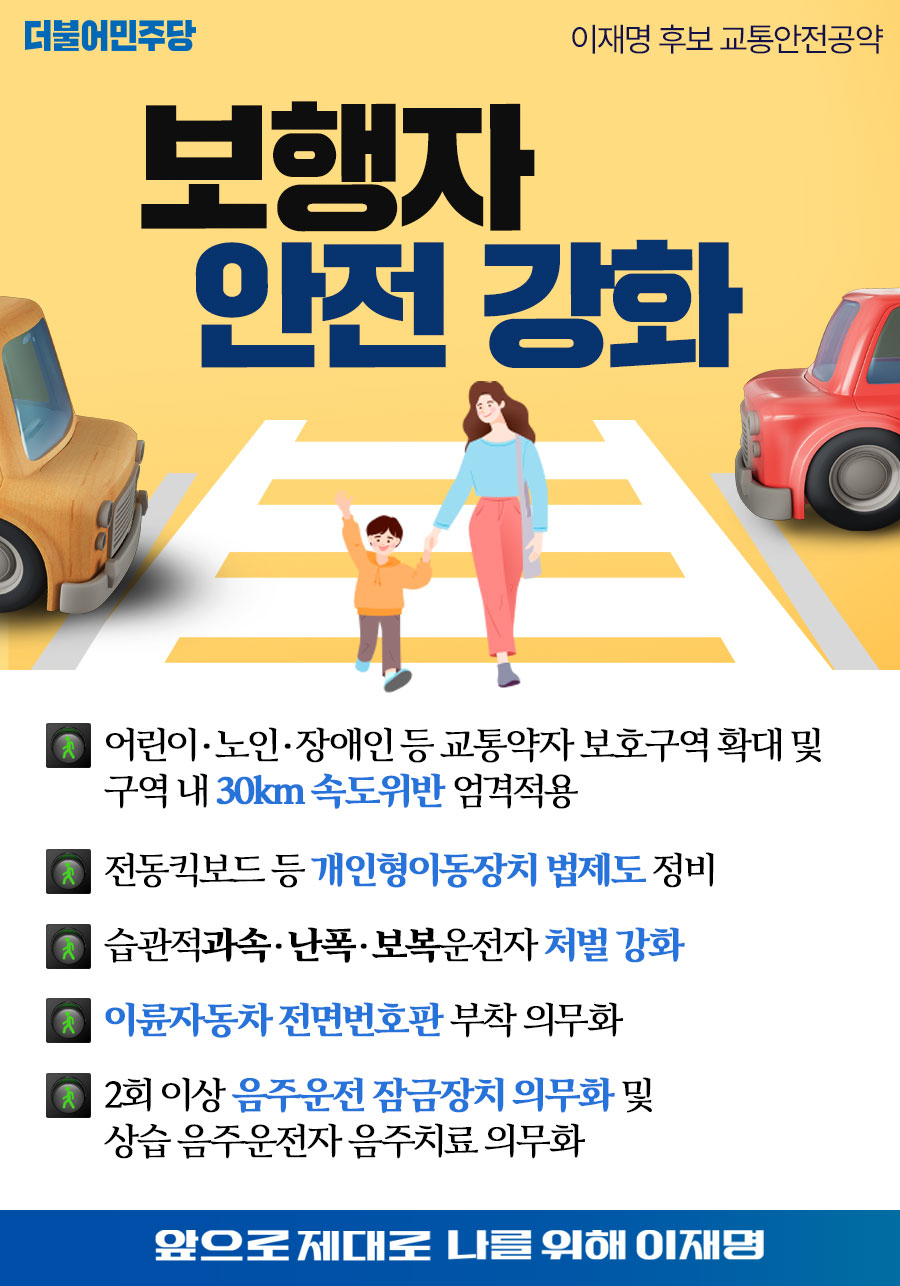 더불어민주당
이재명 후보 교통안전공약
보행자
안전 강화
어린이·노인·장애인 등 교통약자 보호구역 확대 및
구역 내 30km 속도위반 엄격적용
전동킥보드 등 개인형이동장치 법제도 정비
습관적과속·난폭·보복운전자 처벌 강화
이륜자동차 전면번호판 부착 의무화
2회 이상 음주운전 잠금장치 의무화 및
상습 음주운전자 음주치료 의무화
앞으로 제대로 나를 위해 이재명